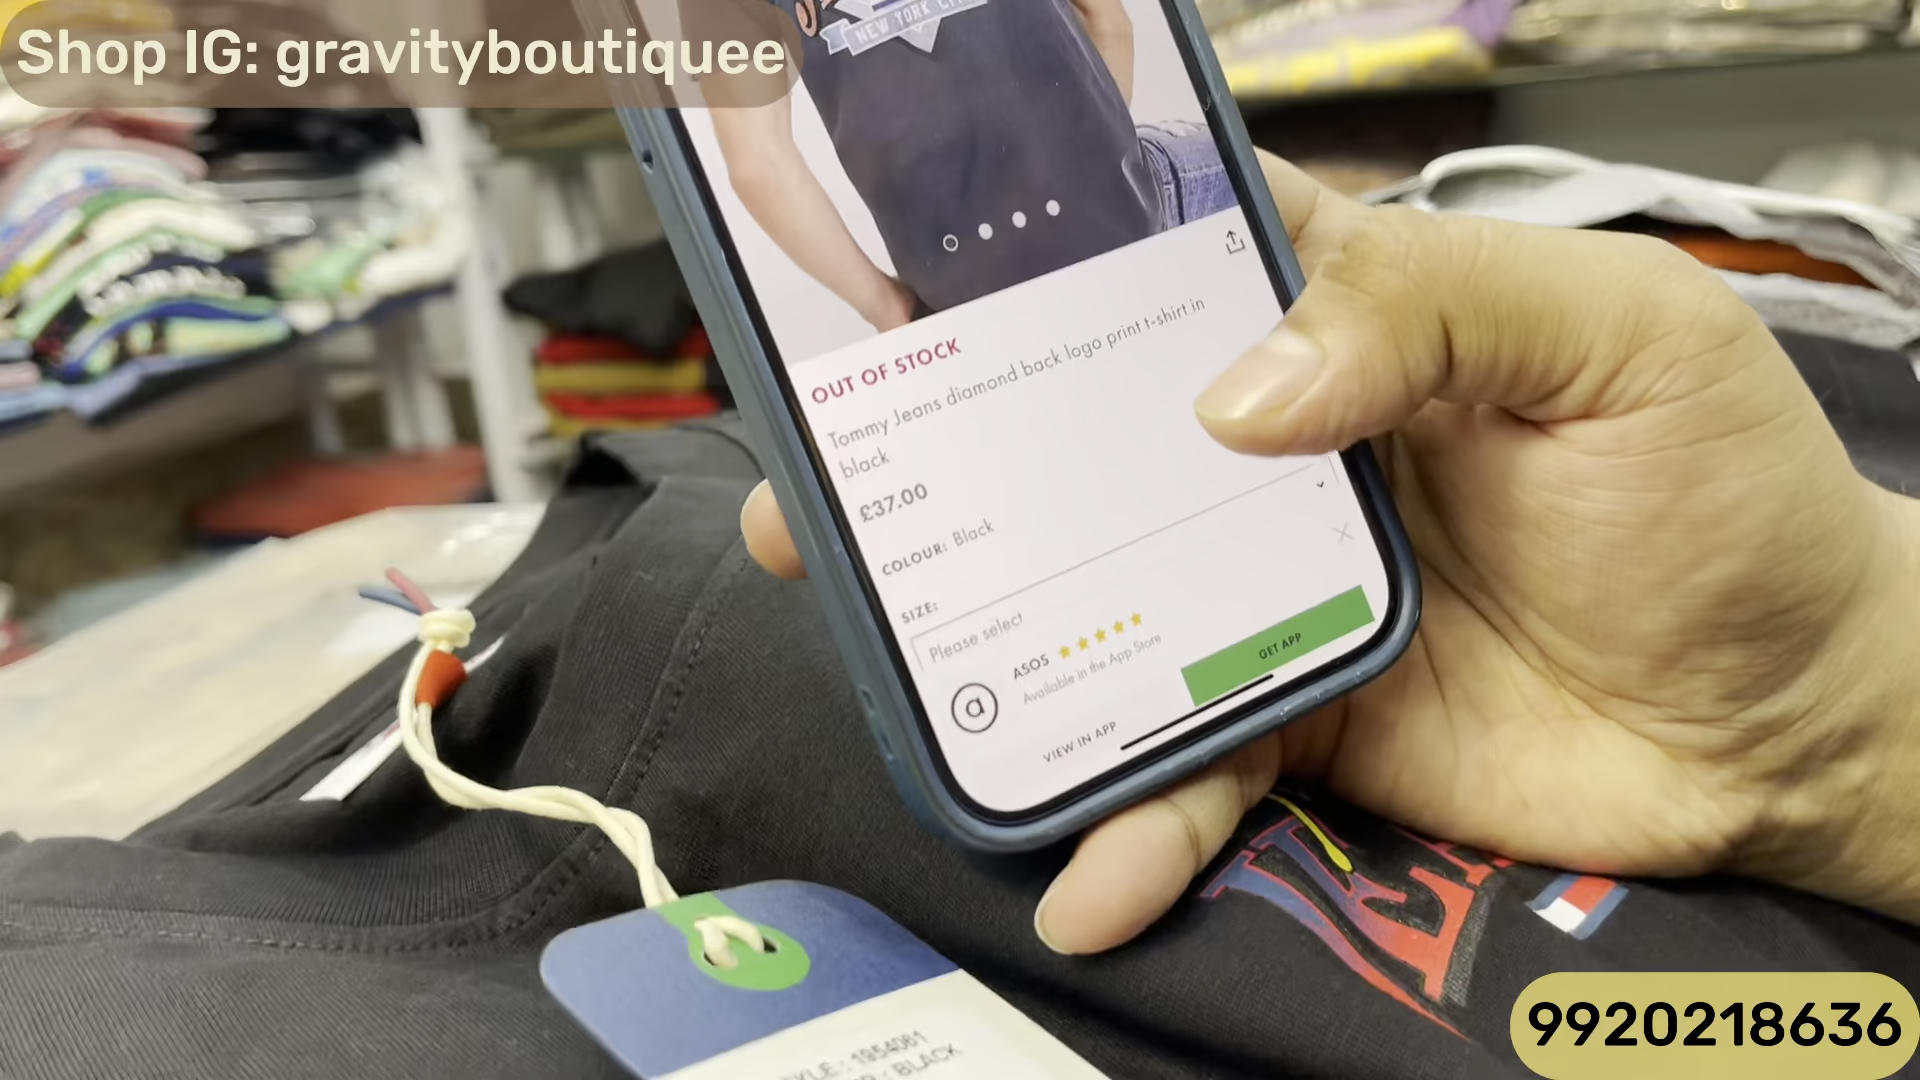 Shop IG: gravityboutiquee
NEW YORK
OUT OF STOCK
Tommy Jeans diamond back logo print t-shirt in
black
£37.00
COLOUR: Black
SIZE:
Please select
ASOS
Available in the App Store
GET APP
VIEW IN APP
BLACK
9920218636